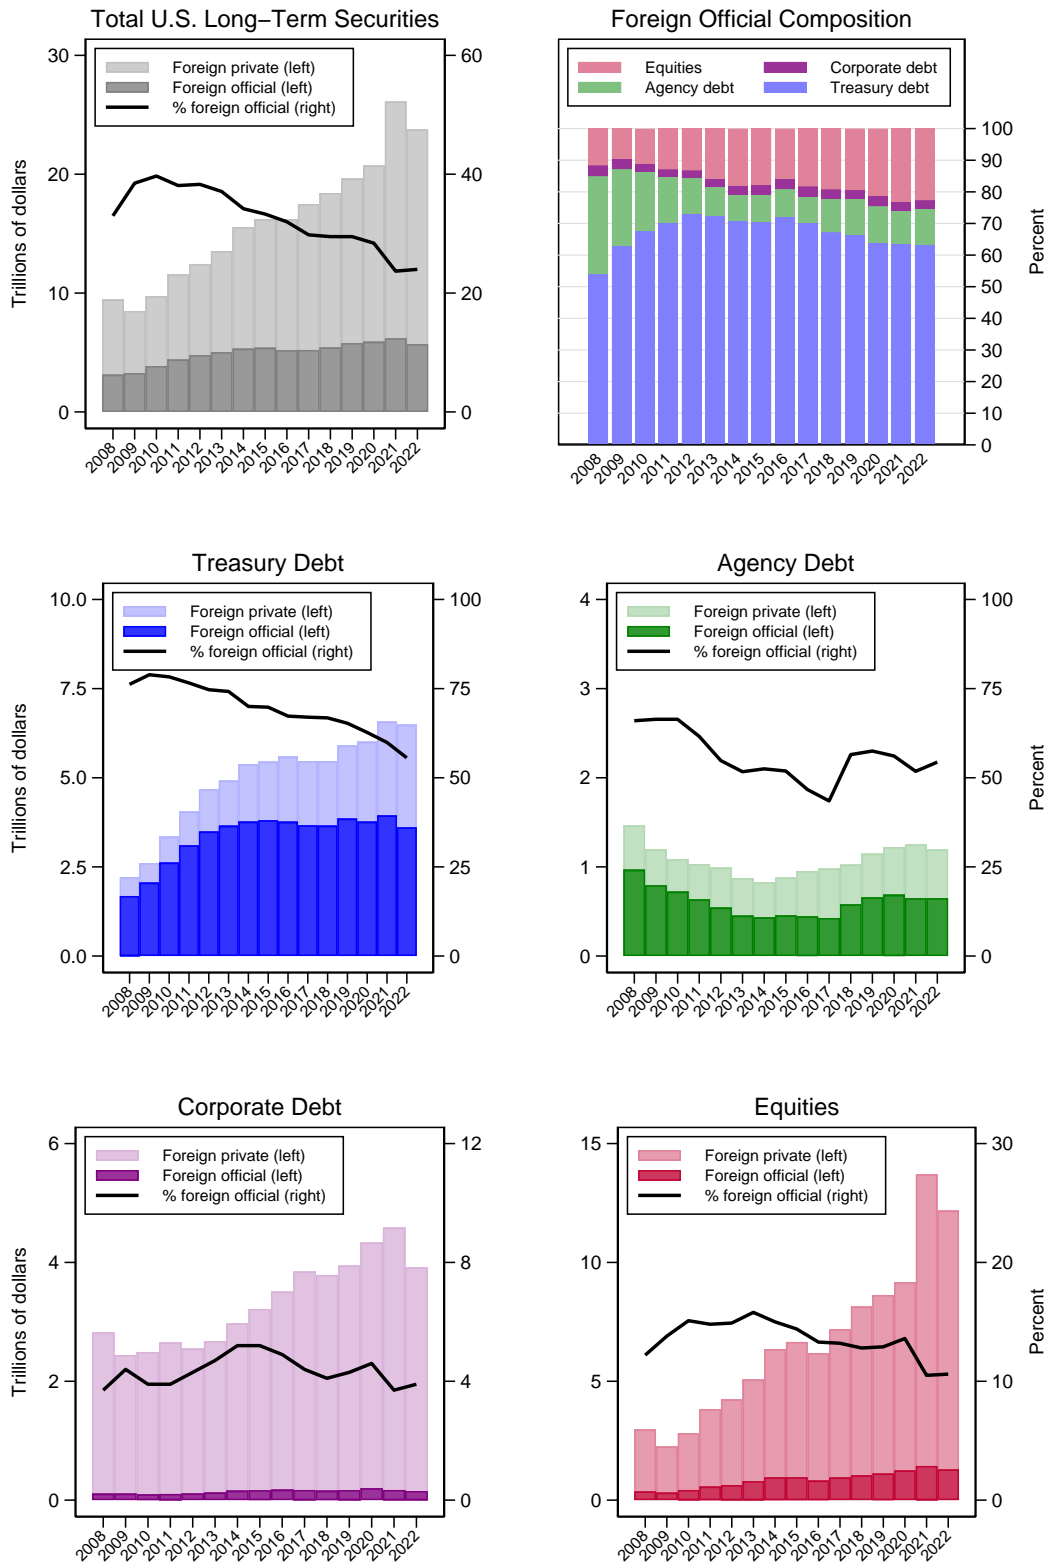 Total U.S. Long−Term Securities
Foreign private (left)
Foreign official (left)
% foreign official (right)
Trillions of dollars
30
20
10
0
60
40
20
0
2008 2009 2010 2011 2012 2013 2014 2015 2016 2017 2018 2019 2020 2021 2022
Foreign Official Composition
Equities Corporate debt
Agency debt Treasury debt
100
90
80
70
60
50
40
30
20
10
0
Percent
2008 2009 2010 2011 2012 2013 2014 2015 2016 2017 2018 2019 2020 2021 2022
Treasury Debt
Foreign private (left)
Foreign official (left)
% foreign official (right)
Trillions of dollars
10.0
7.5
5.0
2.5
0.0
100
75
50
25
0
2008 2009 2010 2011 2012 2013 2014 2015 2016 2017 2018 2019 2020 2021 2022
Agency Debt
Foreign private (left)
Foreign official (left)
% foreign official (right)
4
3
2
1
0
100
75
50
25
0
Percent
2008 2009 2010 2011 2012 2013 2014 2015 2016 2017 2018 2019 2020 2021 2022
Corporate Debt
Foreign private (left)
Foreign official (left)
% foreign official (right)
Trillions of dollars
6
4
2
0
12
8
4
0
2008 2009 2010 2011 2012 2013 2014 2015 2016 2017 2018 2019 2020 2021 2022
Equities
Foreign private (left)
Foreign official (left)
% foreign official (right)
15
10
5
0
30
20
10
0
Percent
2008 2009 2010 2011 2012 2013 2014 2015 2016 2017 2018 2019 2020 2021 2022